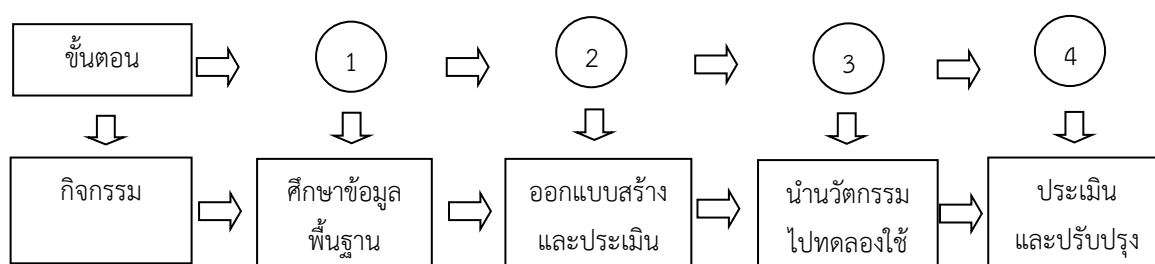 ขั้นตอน
1
2
3
4
กิจกรรม
ศึกษาข้อมูล
พื้นฐาน
ออกแบบสร้าง
และประเมิน
นำนวัตกรรม
ไปทดลองใช้
ประเมิน
และปรับปรุง